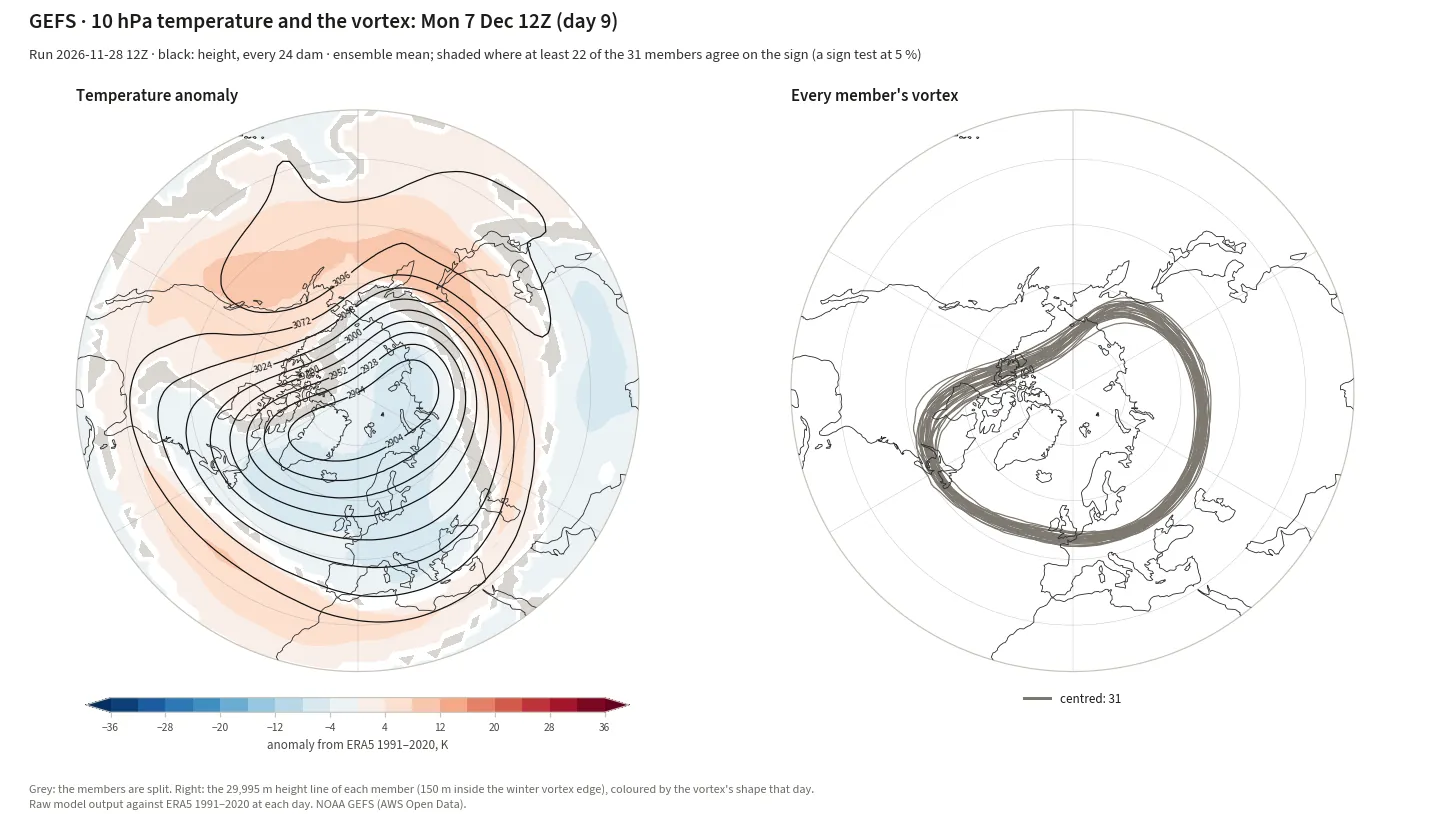 GEFS · 10 hPa temperature and the vortex: Mon 7 Dec 12Z (day 9)
Run 2026-11-28 12Z · black: height, every 24 dam · ensemble mean; shaded where at least 22 of the 31 members agree on the sign (a sign test at 5 %)
Temperature anomaly
Every member's vortex
3096
3072
3000
3024
2952
2928
2904
2904
centred: 31
−36 −28 −20 −12 −4 4 12 20 28 36
anomaly from ERA5 1991–2020, K
Grey: the members are split. Right: the 29,995 m height line of each member (150 m inside the winter vortex edge), coloured by the vortex's shape that day.
Raw model output against ERA5 1991–2020 at each day. NOAA GEFS (AWS Open Data).